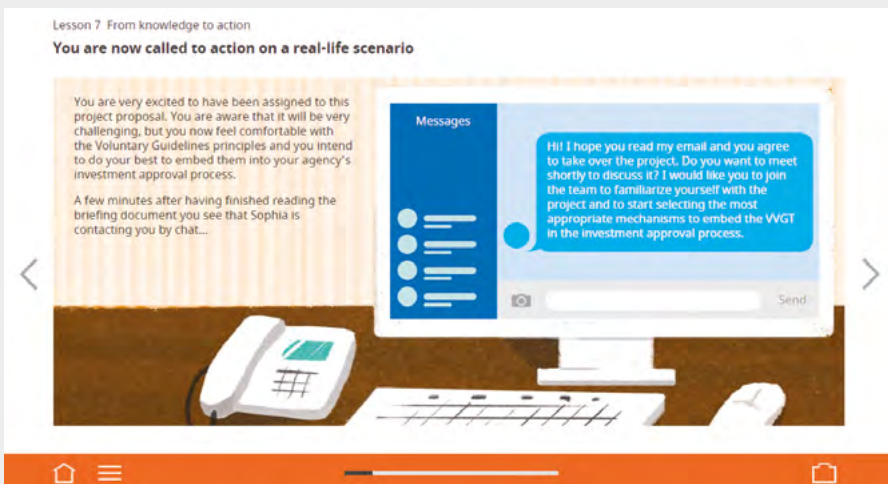 Lesson 7 From knowledge to action
You are now called to action on a real-life scenario
You are very excited to have been assigned to this
project proposal. You are aware that it will be very
challenging, but you now feel comfortable with
the Voluntary Guidelines principles and you intend
to do your best to embed them into your agency's
investment approval process.
A few minutes after having finished reading the
briefing document you see that Sophia is
contacting you by chat...
Messages
Hi! I hope you read my email and you agree
to take over the project. Do you want to meet
shortly to discuss it? I would like you to join
the team to familiarize yourself with the
project and to start selecting the most
appropriate mechanisms to embed the VVGT
in the investment approval process.
Send